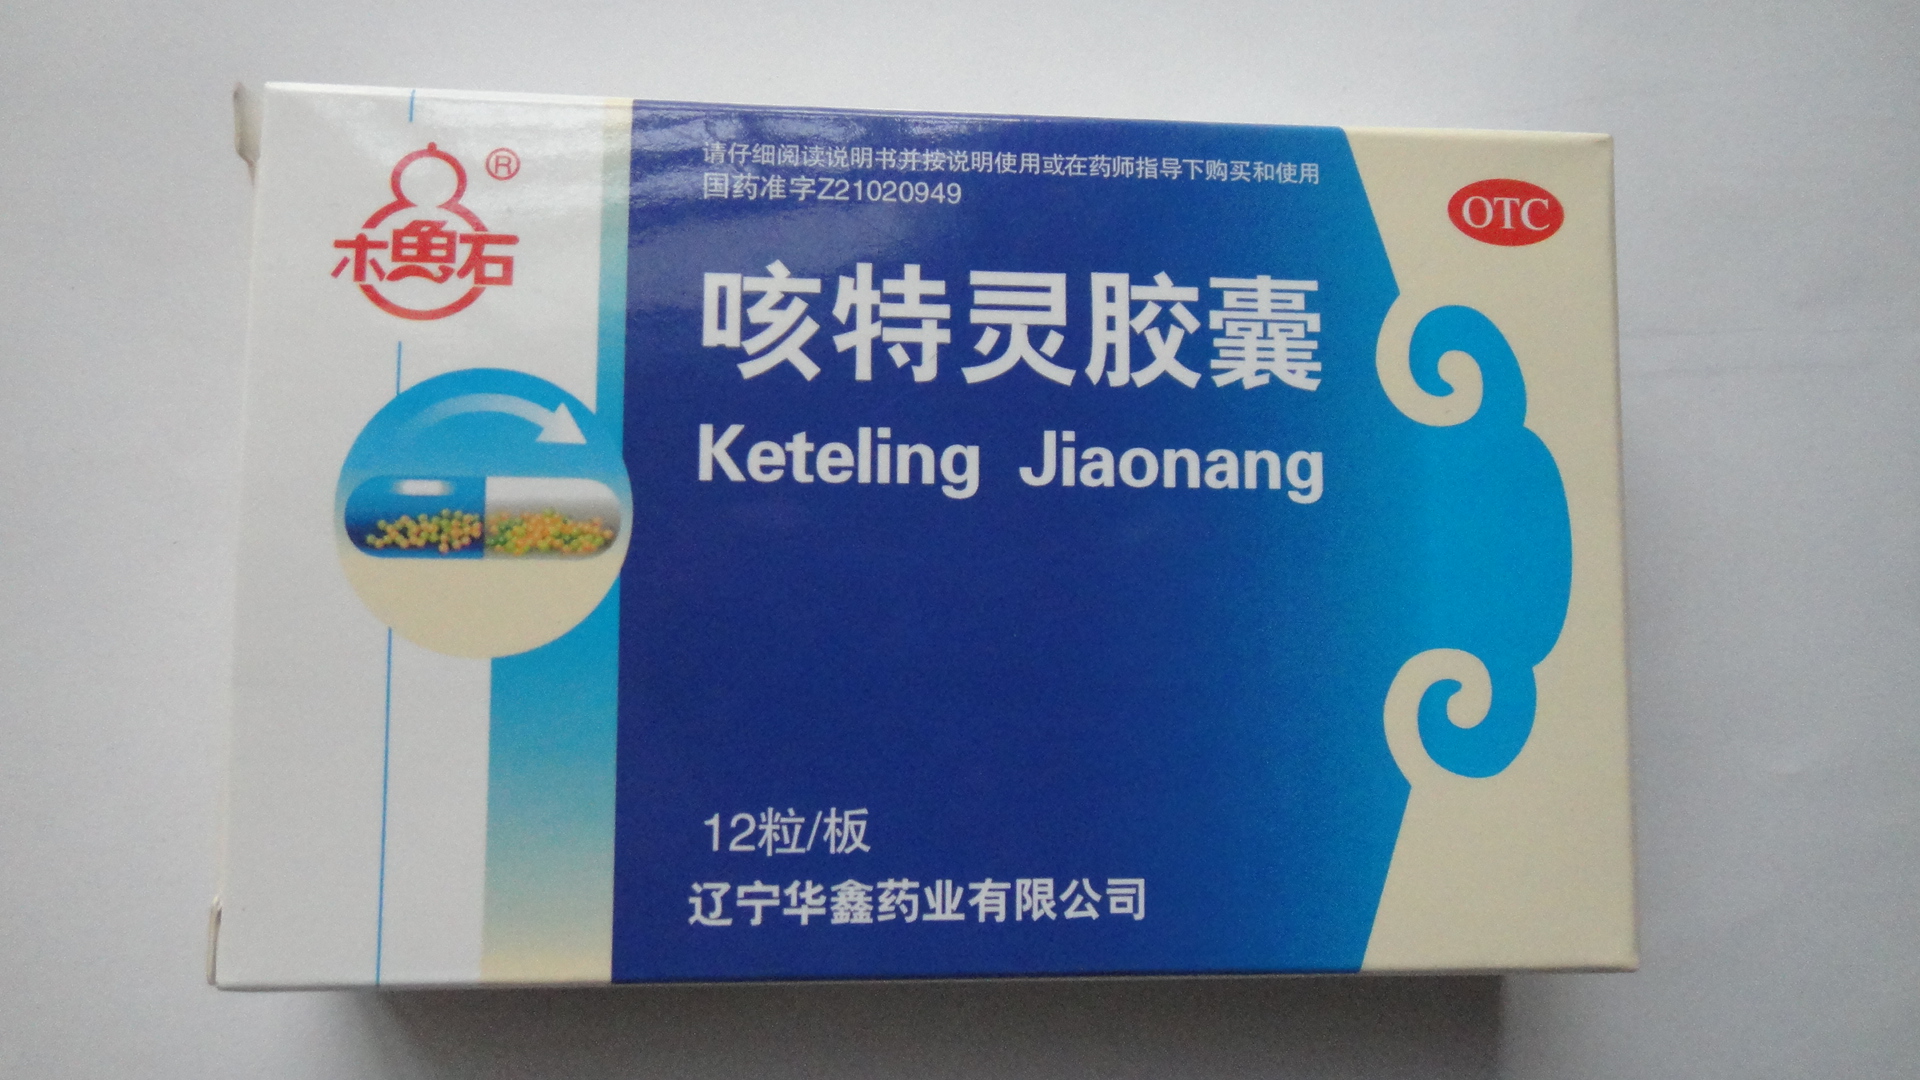 木鱼石
®
请仔细阅读说明书并按说明使用或在药师指导下购买和使用
国药准字Z21020949
OTC
咳特灵胶囊
Keteling Jiaonang
12粒/板
辽宁华鑫药业有限公司